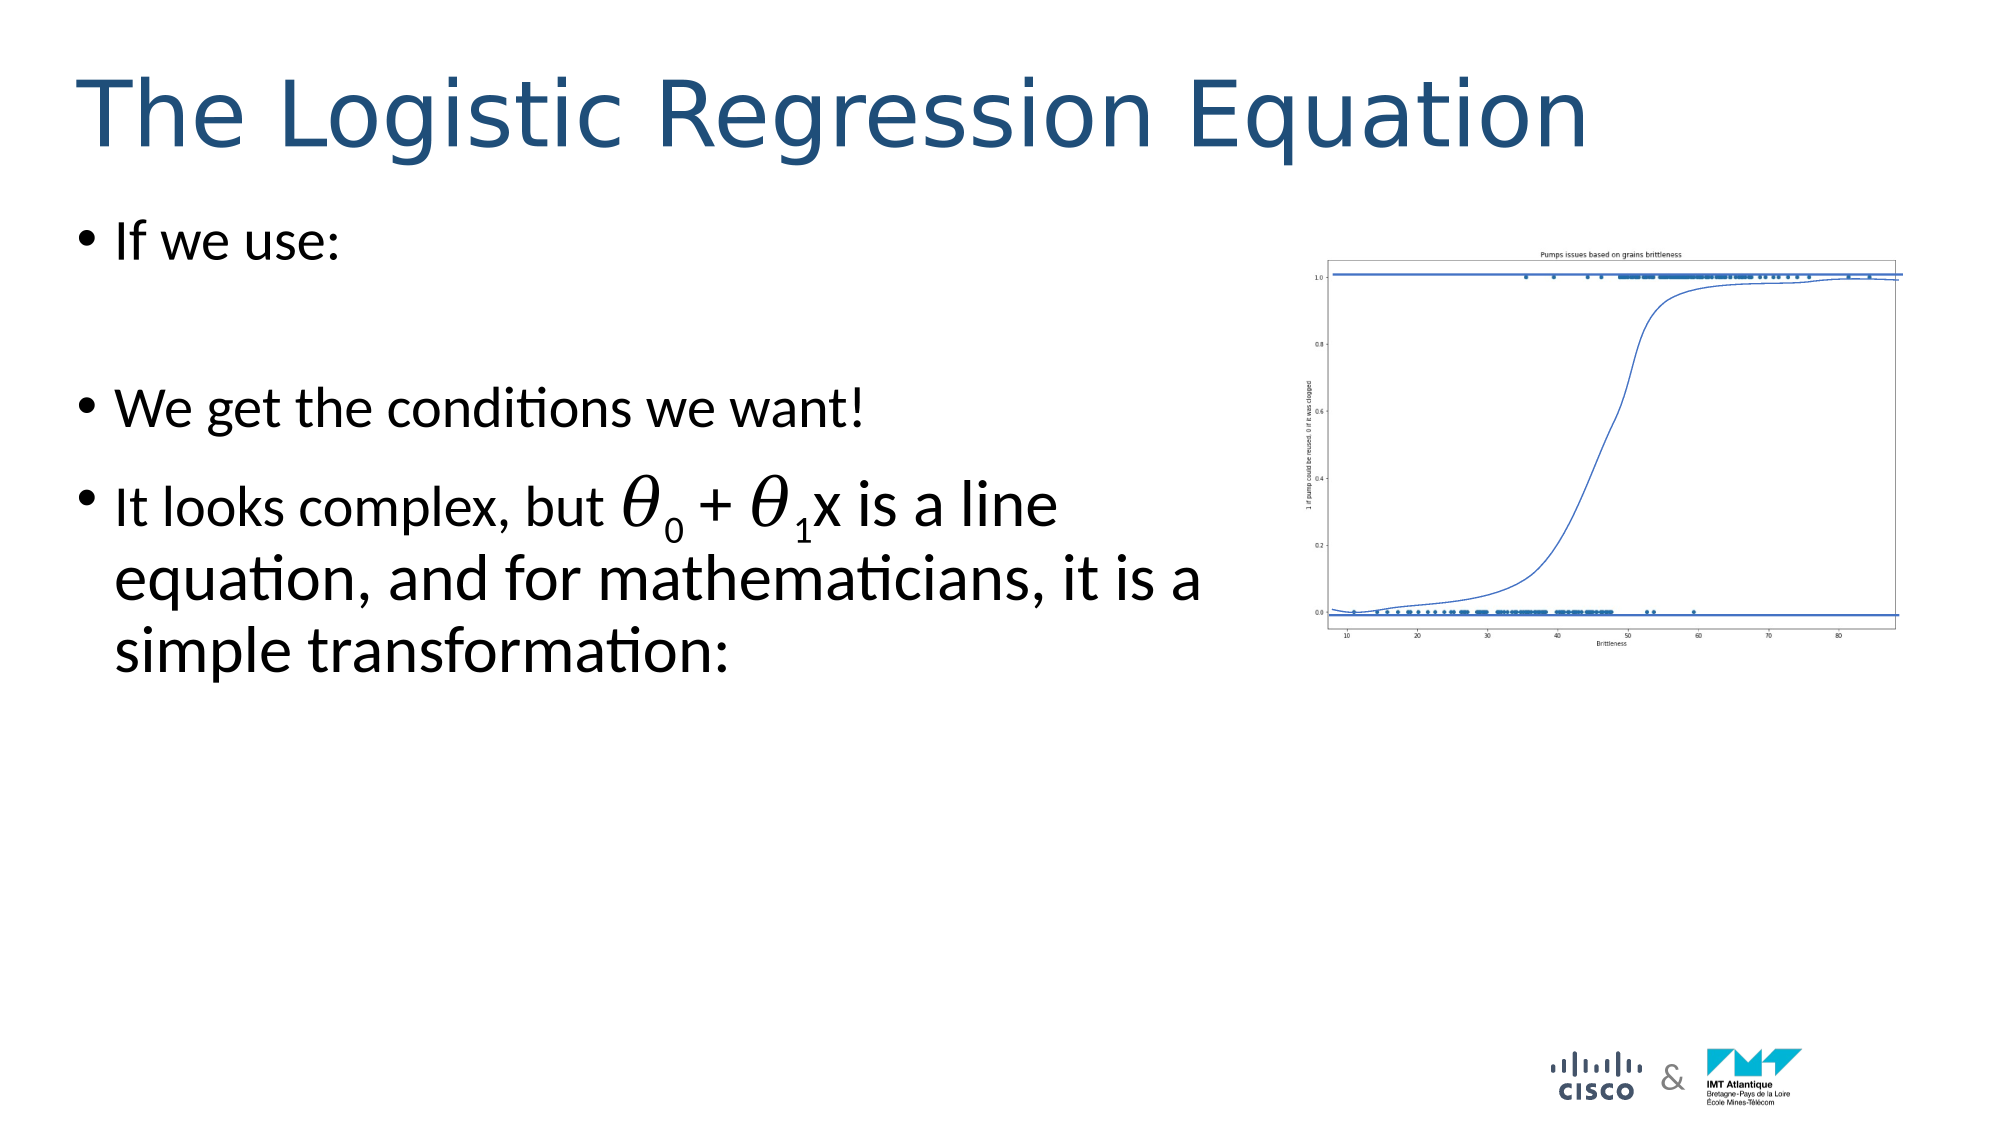 The Logistic Regression Equation
• If we use:
• We get the conditions we want!
• It looks complex, but θ₀ + θ₁x is a line
equation, and for mathematicians, it is a
simple transformation:
Pumps issues based on grains brittleness
1 if pump could be reused, 0 if it was clogged
1.0
0.8
0.6
0.4
0.2
0.0
10 20 30 40 50 60 70 80
Brittleness
CISCO & IMT Atlantique
Bretagne-Pays de la Loire
École Mines-Télécom